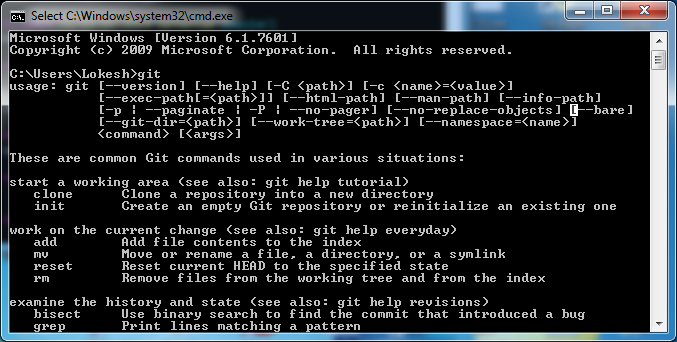 Select C:\Windows\system32\cmd.exe
Microsoft Windows [Version 6.1.7601]
Copyright (c) 2009 Microsoft Corporation.  All rights reserved.
C:\Users\Lokesh>git
usage: git [--version] [--help] [-C <path>] [-c <name>=<value>]
           [--exec-path[=<path>]] [--html-path] [--man-path] [--info-path]
           [-p ¦ --paginate ¦ -P ¦ --no-pager] [--no-replace-objects] [--bare]
           [--git-dir=<path>] [--work-tree=<path>] [--namespace=<name>]
           <command> [<args>]
These are common Git commands used in various situations:
start a working area (see also: git help tutorial)
   clone      Clone a repository into a new directory
   init       Create an empty Git repository or reinitialize an existing one
work on the current change (see also: git help everyday)
   add        Add file contents to the index
   mv         Move or rename a file, a directory, or a symlink
   reset      Reset current HEAD to the specified state
   rm         Remove files from the working tree and from the index
examine the history and state (see also: git help revisions)
   bisect     Use binary search to find the commit that introduced a bug
   grep       Print lines matching a pattern